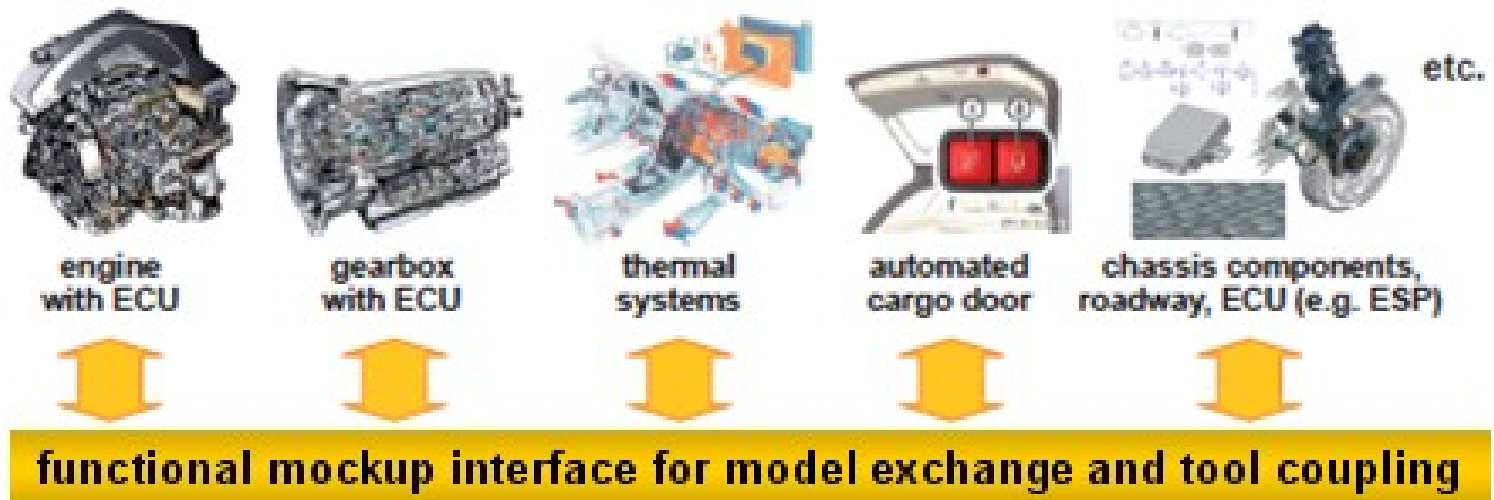 etc.
engine
with ECU
gearbox
with ECU
thermal
systems
automated
cargo door
chassis components,
roadway, ECU (e.g. ESP)
functional mockup interface for model exchange and tool coupling